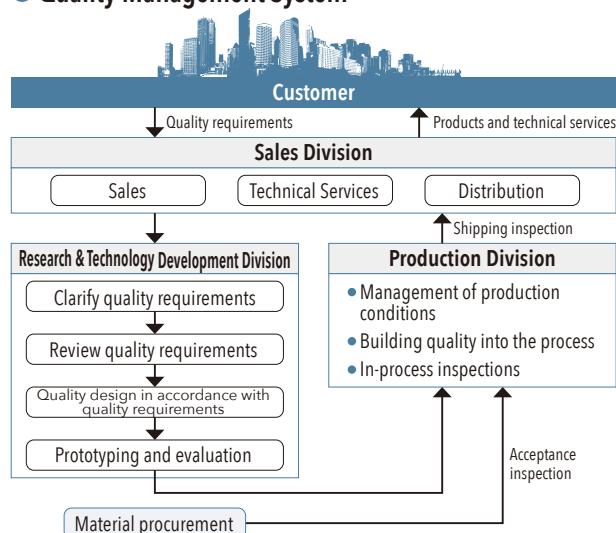 Quality Management System
Customer
Quality requirements
Products and technical services
Sales Division
Sales
Technical Services
Distribution
Shipping inspection
Research & Technology Development Division
Clarify quality requirements
Review quality requirements
Quality design in accordance with
quality requirements
Prototyping and evaluation
Production Division
• Management of production
conditions
• Building quality into the process
• In-process inspections
Acceptance
inspection
Material procurement